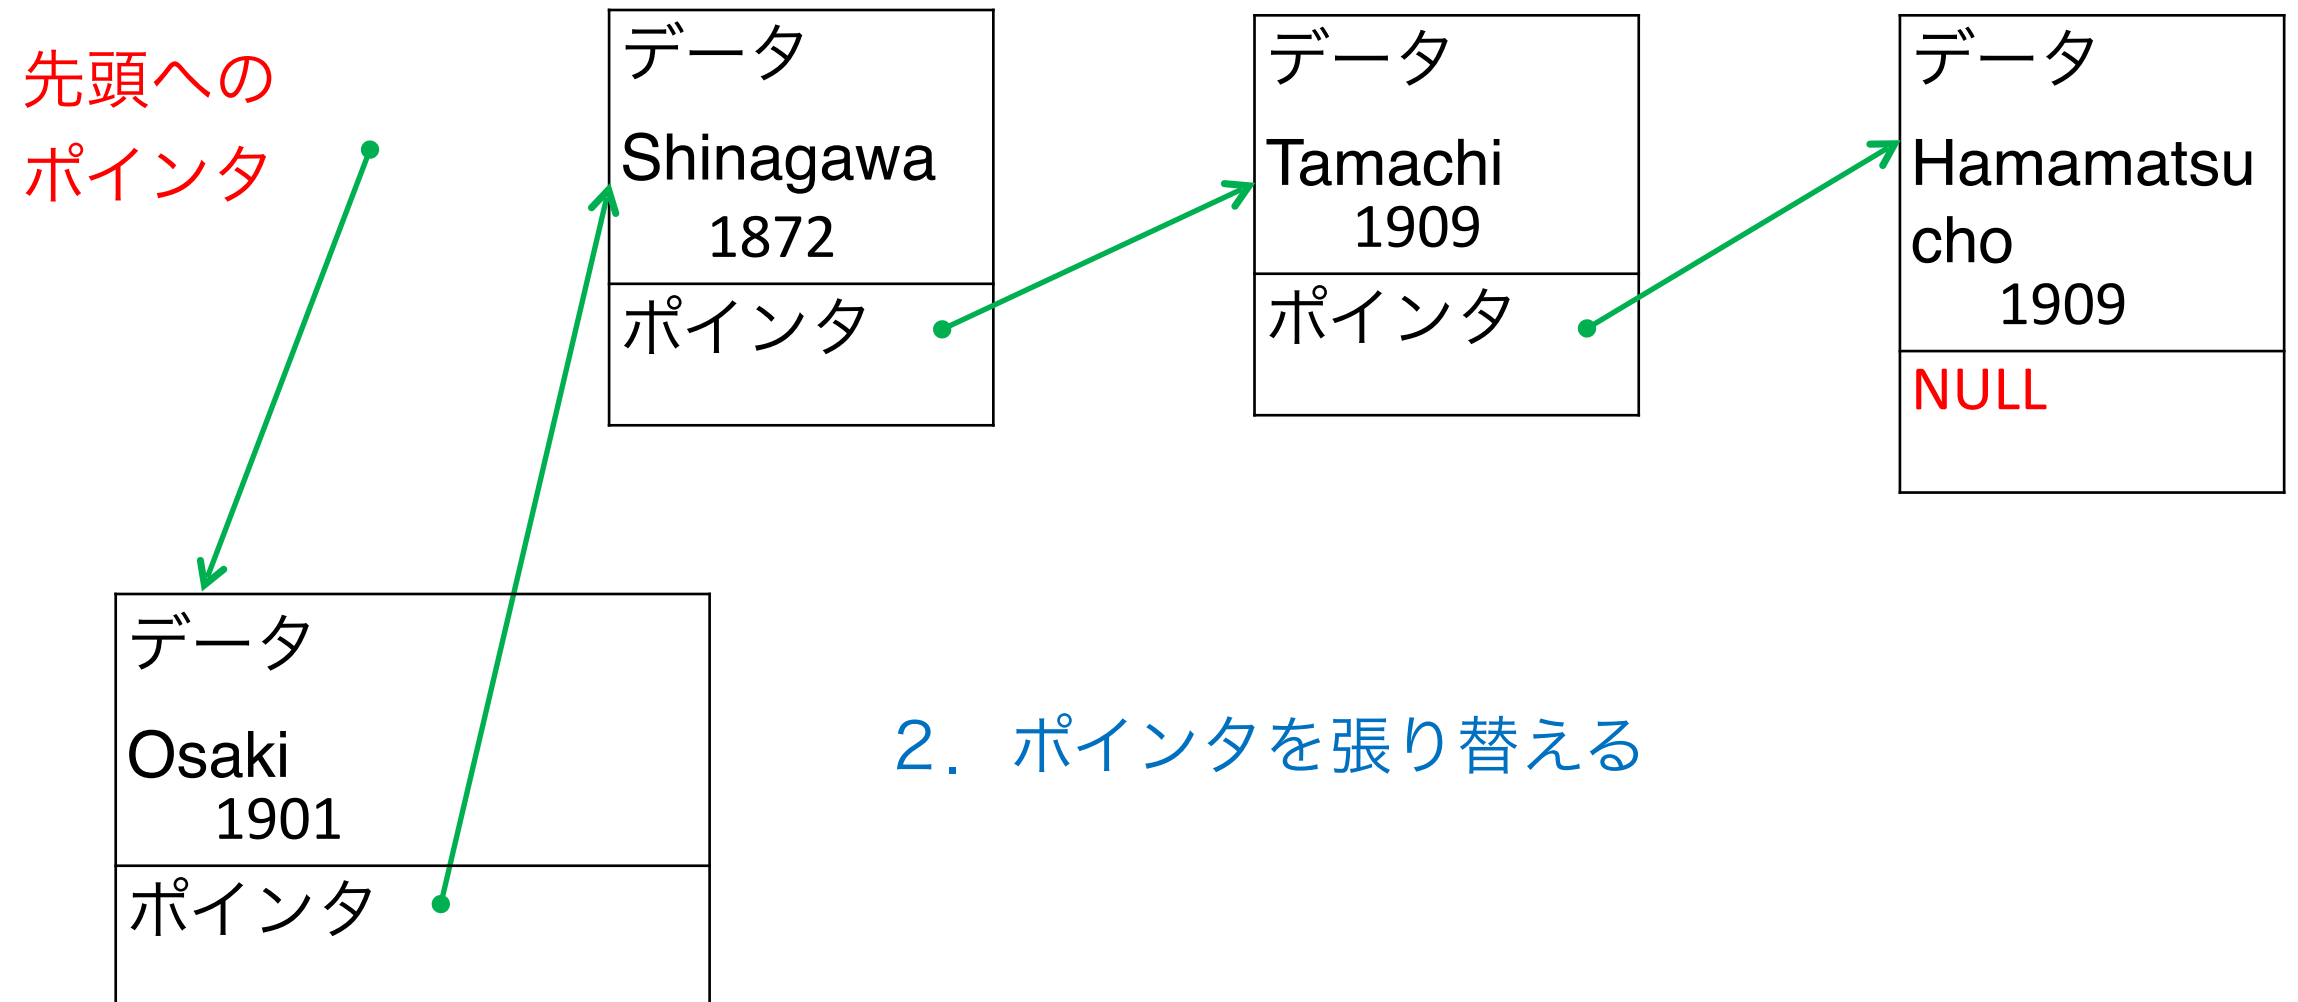 先頭への
ポインタ
データ
Shinagawa
1872
ポインタ
データ
Tamachi
1909
ポインタ
データ
Hamamatsu
cho
1909
NULL
データ
Osaki
1901
ポインタ
２．ポインタを張り替える